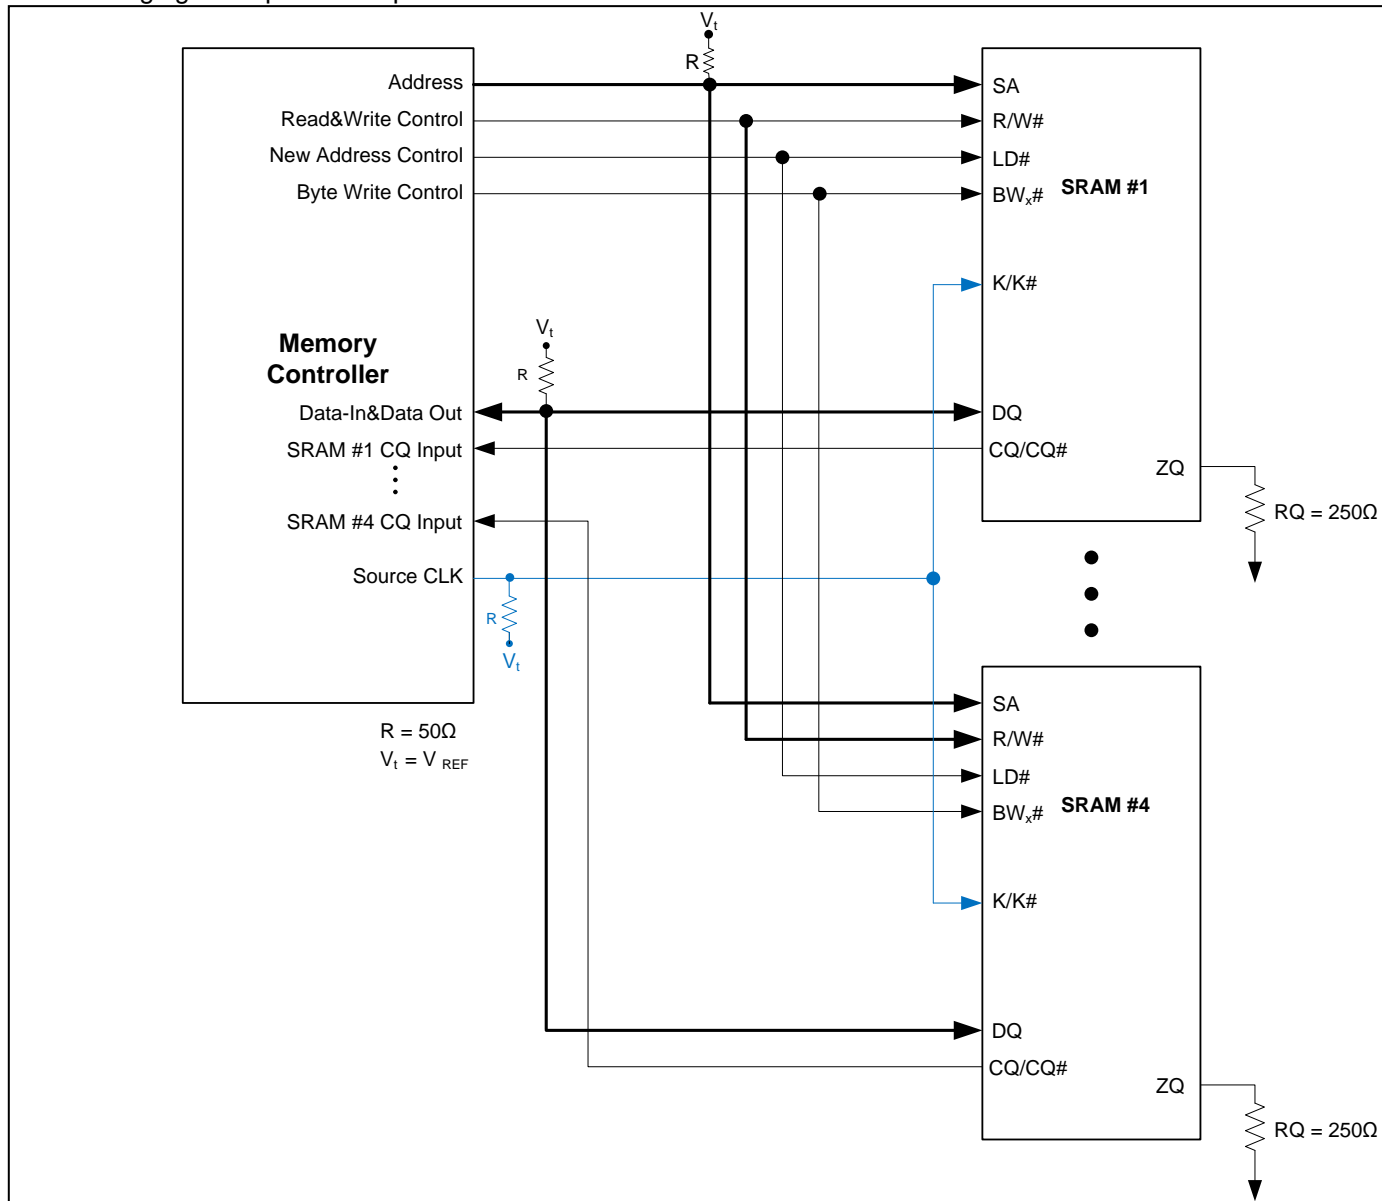 Vt
R
Address
Read&Write Control
New Address Control
Byte Write Control
SA
R/W#
LD#
BWx#
SRAM #1
K/K#
Vt
R
Memory
Controller
Data-In&Data Out
SRAM #1 CQ Input
SRAM #4 CQ Input
Source CLK
DQ
CQ/CQ#
ZQ
RQ = 250Ω
R
Vt
R = 50Ω
Vt = V REF
SA
R/W#
LD#
BWx#
SRAM #4
K/K#
DQ
CQ/CQ#
ZQ
RQ = 250Ω